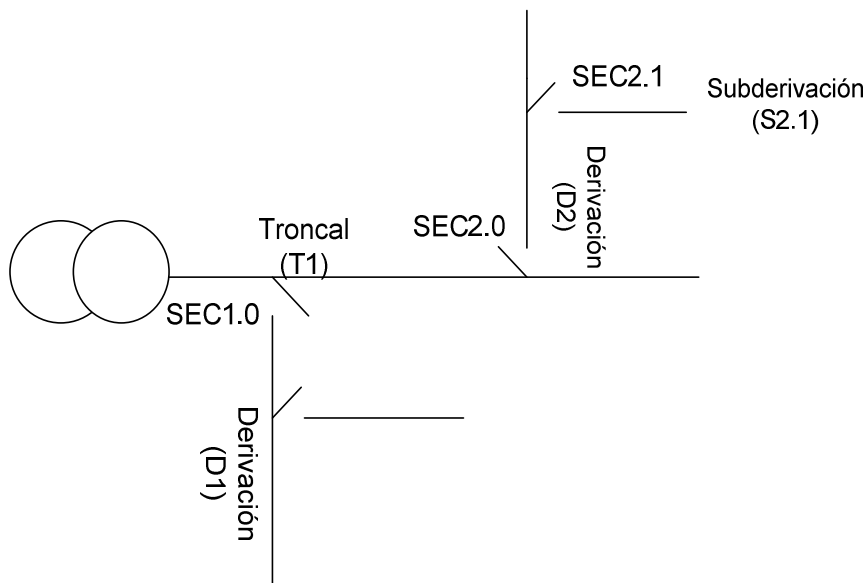 SEC2.1
Subderivación
(S2.1)
Derivación
(D2)
SEC2.0
Troncal
(T1)
SEC1.0
Derivación
(D1)